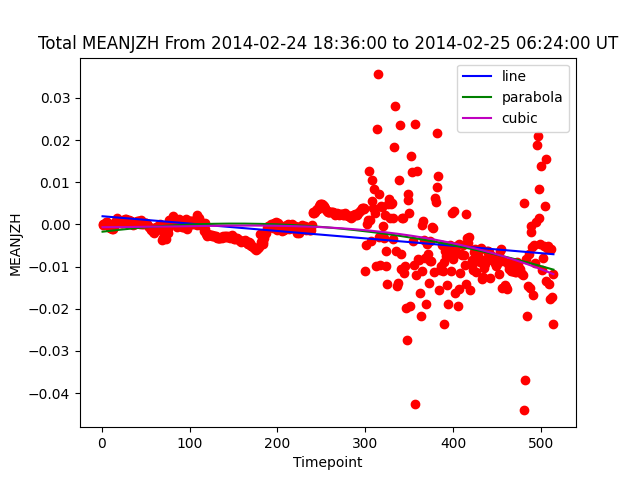 Total MEANJZH From 2014-02-24 18:36:00 to 2014-02-25 06:24:00 UT
line
parabola
cubic
0.03
0.02
0.01
0.00
−0.01
−0.02
−0.03
−0.04
MEANJZH
0
100
200
300
400
500
Timepoint